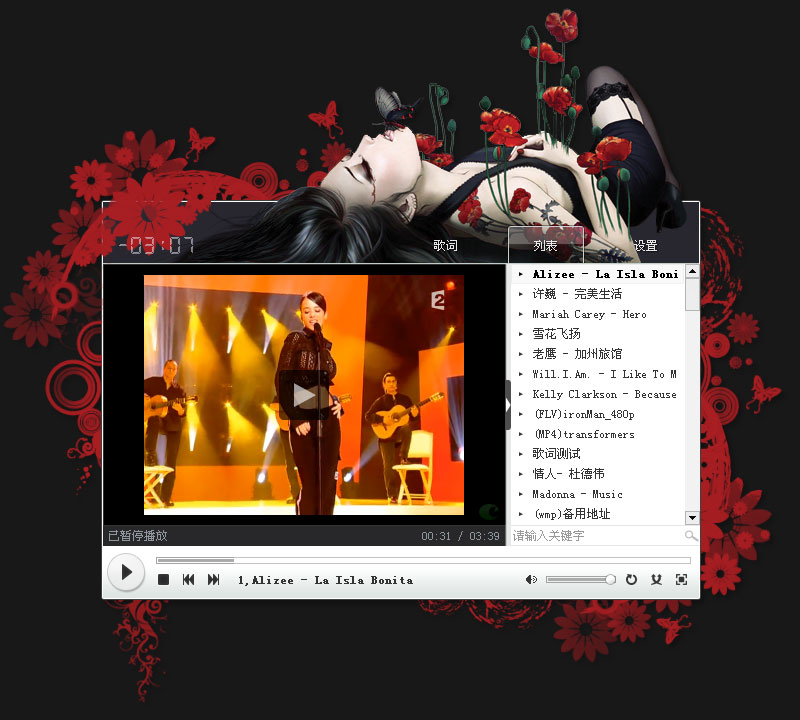 -03:07
歌词
列表
设置
2
Alizee - La Isla Boni
许巍 - 完美生活
Mariah Carey - Hero
雪花飞扬
老鹰 - 加州旅馆
Will.I.Am. - I Like To M
Kelly Clarkson - Because
(FLV)ironMan_480p
(MP4)transformers
歌词测试
情人- 杜德伟
Madonna - Music
(wmp)备用地址
已暂停播放
00:31 / 03:39
请输入关键字
1,Alizee - La Isla Bonita